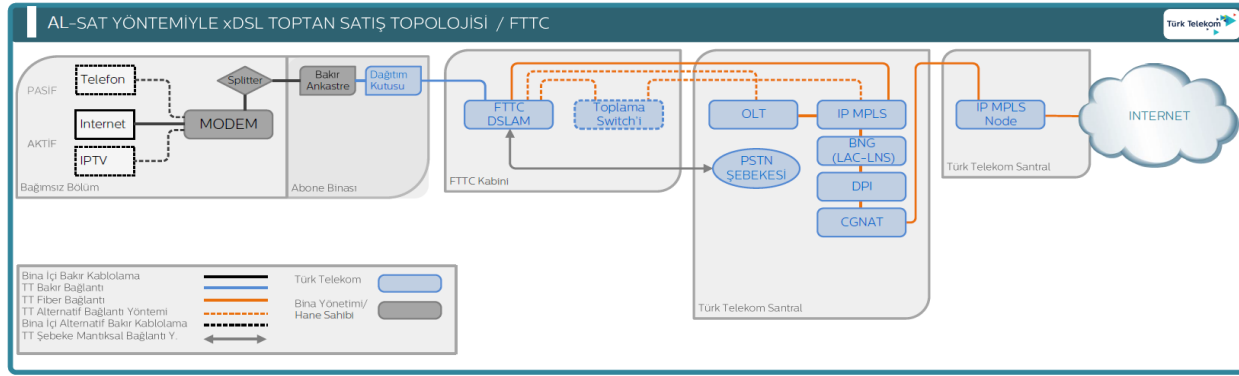 AL-SAT YÖNTEMİYLE xDSL TOPTAN SATIŞ TOPOLOJİSİ / FTTC
Türk Telekom
PASİF
AKTİF
Telefon
Internet
IPTV
MODEM
Splitter
Bağımsız Bölüm
Bakır
Ankastre
Dağıtım
Kutusu
Abone Binası
FTTC
DSLAM
Toplama
Switch'i
FTTC Kabini
OLT
IP MPLS
BNG
(LAC-LNS)
PSTN
ŞEBEKESİ
DPI
CGNAT
Türk Telekom Santral
IP MPLS
Node
Türk Telekom Santral
INTERNET
Bina İçi Bakır Kablolama
TT Bakır Bağlantı
TT Fiber Bağlantı
TT Alternatif Bağlantı Yöntemi
Bina İçi Alternatif Bakır Kablolama
TT Şebeke Mantıksal Bağlantı Y.
Türk Telekom
Bina Yönetimi/
Hane Sahibi